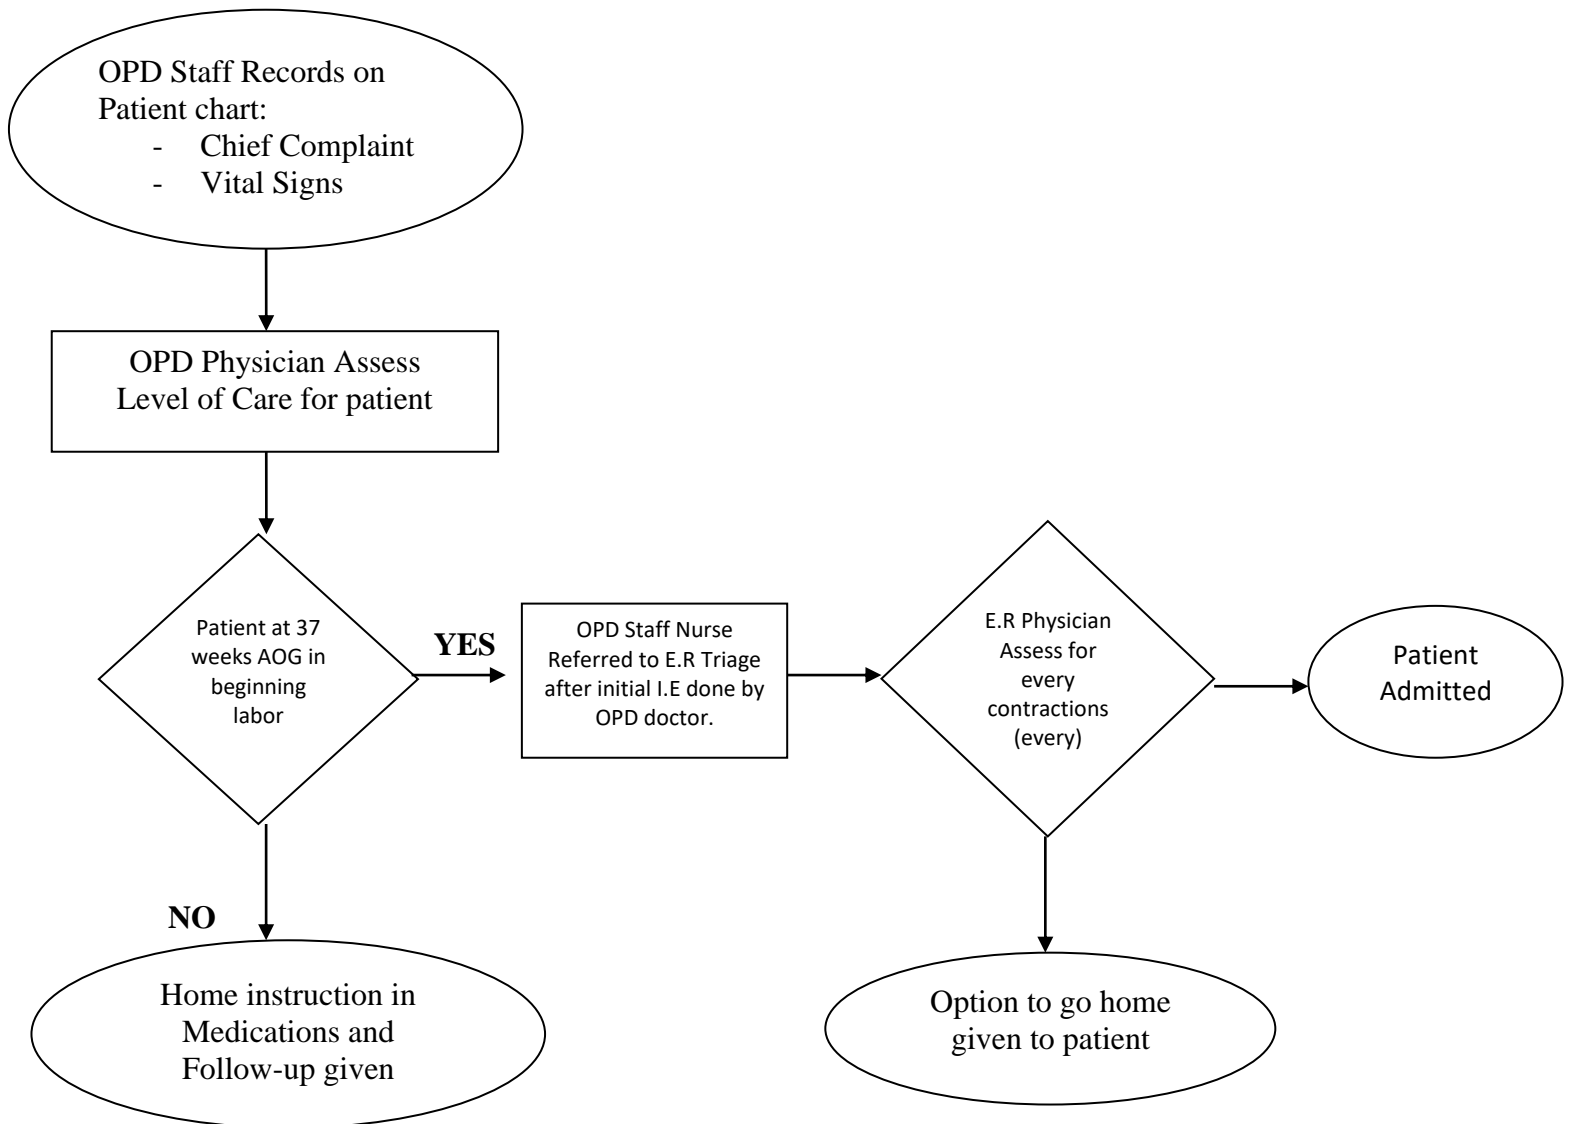 OPD Staff Records on
Patient chart:
- Chief Complaint
- Vital Signs
OPD Physician Assess
Level of Care for patient
Patient at 37
weeks AOG in
beginning
labor
YES
OPD Staff Nurse
Referred to E.R Triage
after initial I.E done by
OPD doctor.
E.R Physician
Assess for
every
contractions
(every)
Patient
Admitted
NO
Home instruction in
Medications and
Follow-up given
Option to go home
given to patient